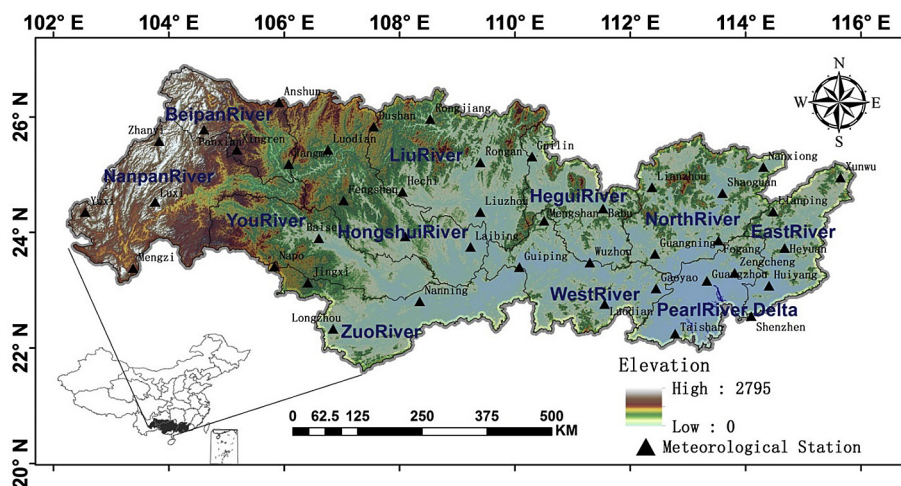 102° E 104° E 106° E 108° E 110° E 112° E 114° E 116° E
26° N
24° N
22° N
20° N
N
W E
S
Anshun
BeipanRiver
Zhanyi
Panxian
Xingren
Luodian
Dushan
Rongjiang
LiuRiver
Rongan
Guilin
NanpanRiver
Yuxi
Luxi
Fengshan
Hechi
Liuzhou
HeguiRiver
Mengshan
Babu
Lianzhou
Shaoguan
Nanxiong
Xunwu
Lianping
NorthRiver
EastRiver
YouRiver
Baise
HongshuiRiver
Laibing
Guiping
Wuzhou
Guangning
Fogang
Heyuan
Zengcheng
Mengzi
Napo
Jingxi
Nanning
Gaoyao
Guangzhou
Huiyang
WestRiver
Luodian
PearlRiver Delta
Longzhou
ZuoRiver
Taishan
Shenzhen
Elevation
High : 2795
Low : 0
Meteorological Station
0 62.5 125 250 375 500
KM